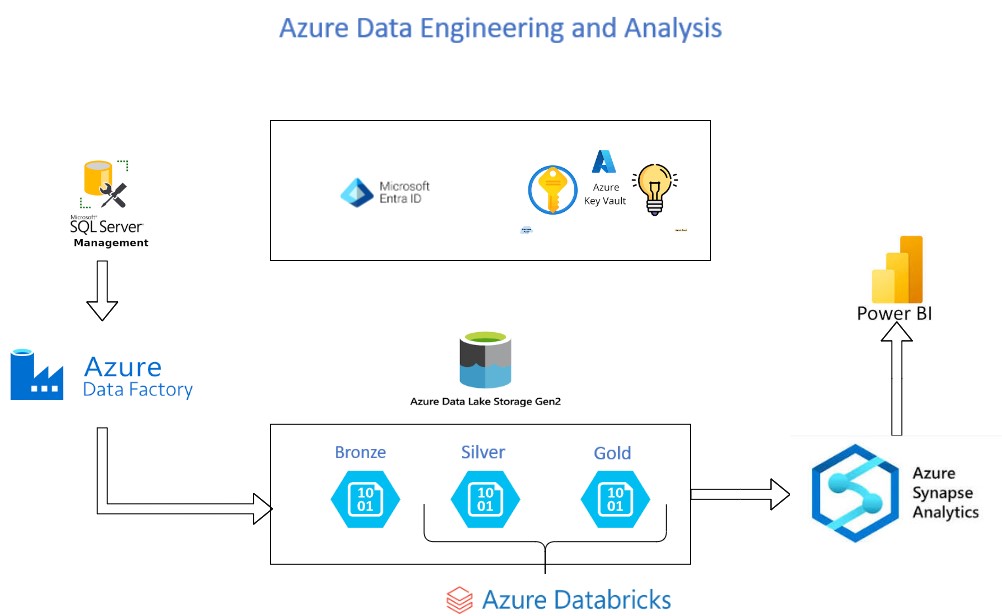 Azure Data Engineering and Analysis
Microsoft
SQL Server
Management
Microsoft
Entra ID
Azure
Key Vault
Power BI
Azure
Data Factory
Azure Data Lake Storage Gen2
Bronze
Silver
Gold
10
01
10
01
10
01
Azure
Synapse
Analytics
Azure Databricks